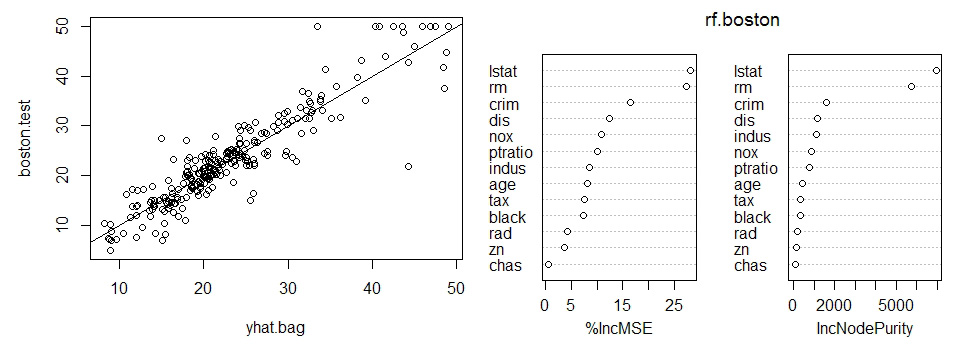 boston.test
50
40
30
20
10
10 20 30 40 50
yhat.bag
rf.boston
lstat
rm
crim
dis
nox
ptratio
indus
age
tax
black
rad
zn
chas
0 5 15 25
%IncMSE
lstat
rm
crim
dis
indus
nox
ptratio
age
tax
black
rad
zn
chas
0 2000 5000
IncNodePurity